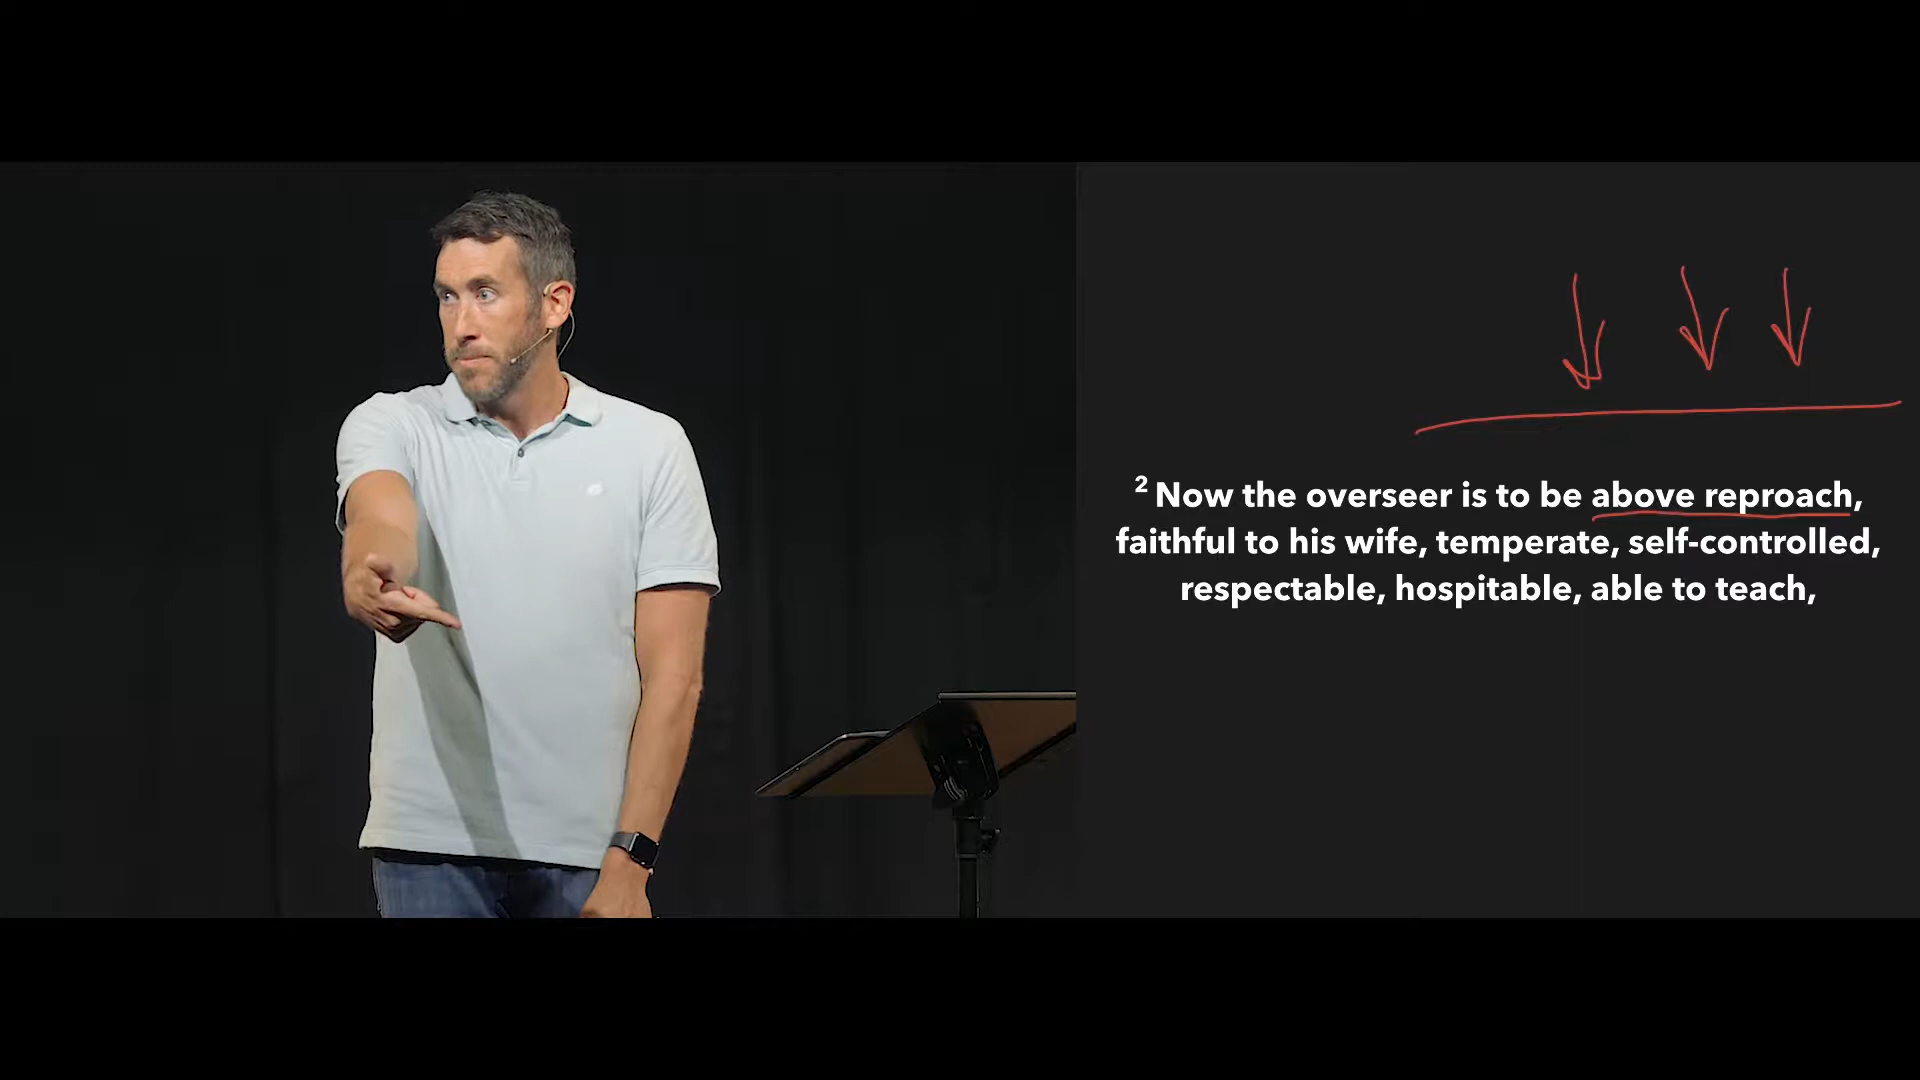 ² Now the overseer is to be above reproach,
faithful to his wife, temperate, self-controlled,
respectable, hospitable, able to teach,